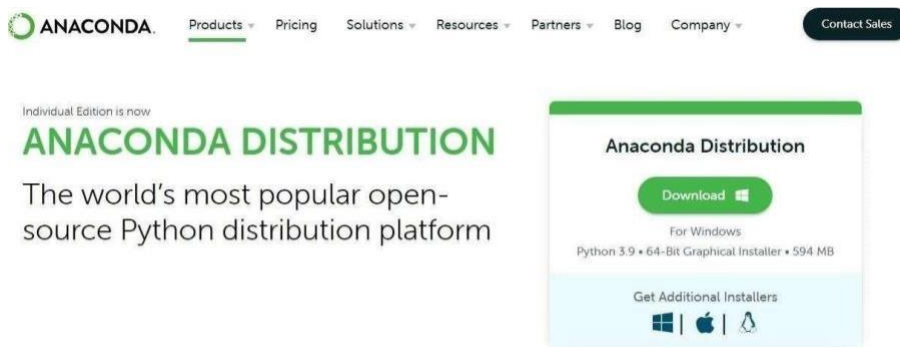 ANACONDA.
Products
Pricing
Solutions
Resources
Partners
Blog
Company
Contact Sales
Individual Edition is now
ANACONDA DISTRIBUTION
The world's most popular open-
source Python distribution platform
Anaconda Distribution
Download
For Windows
Python 3.9 • 64-Bit Graphical Installer • 594 MB
Get Additional Installers